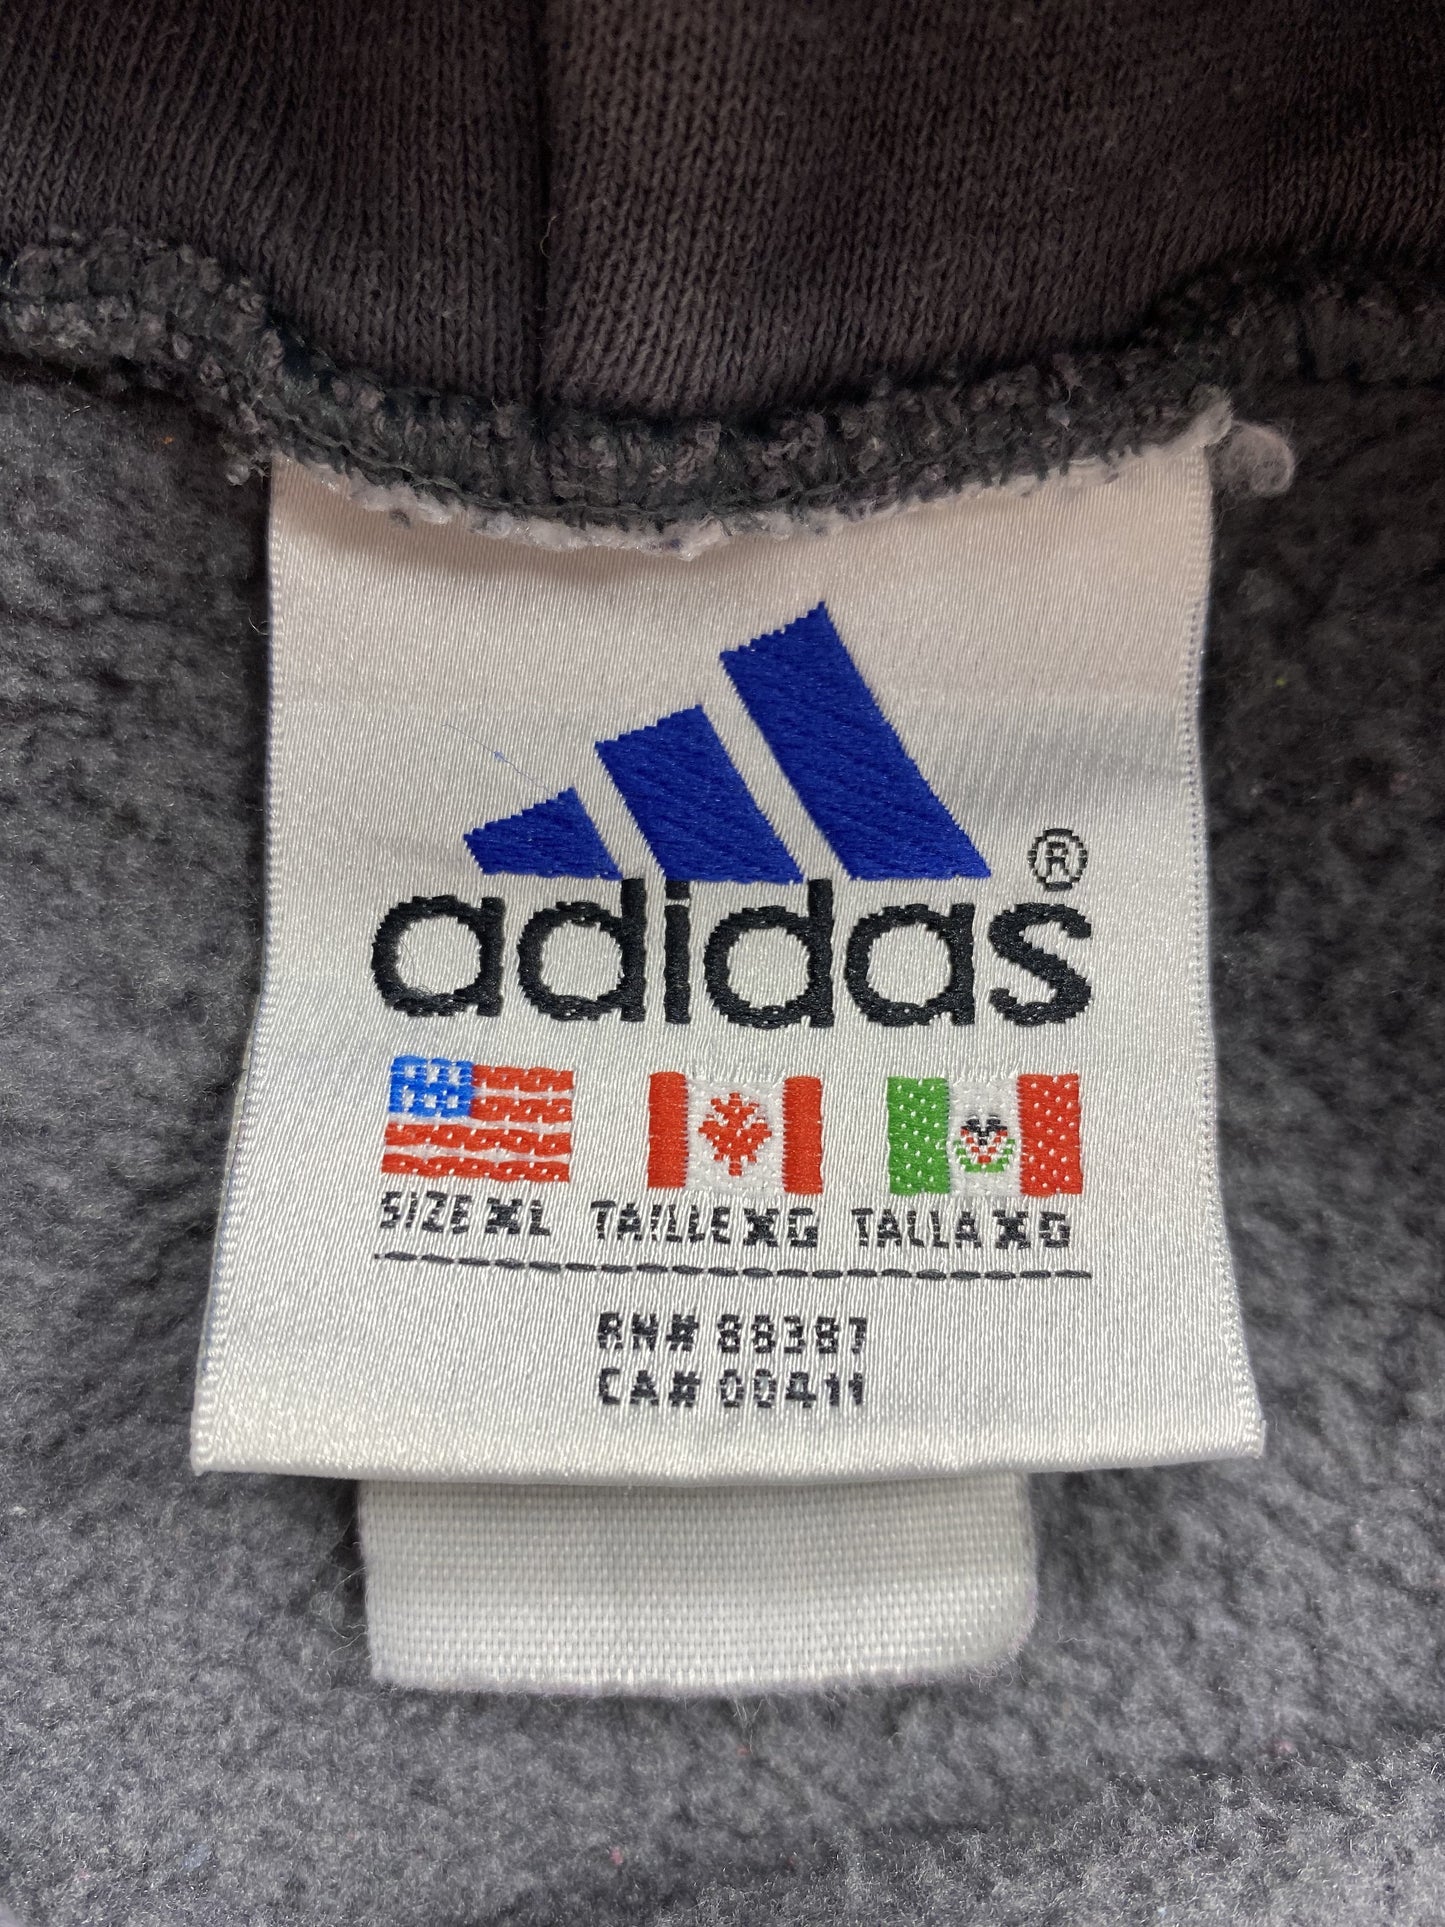 ®
adidas
SIZE XL TAILLE XG TALLA XG
RN# 88387
CA# 00411